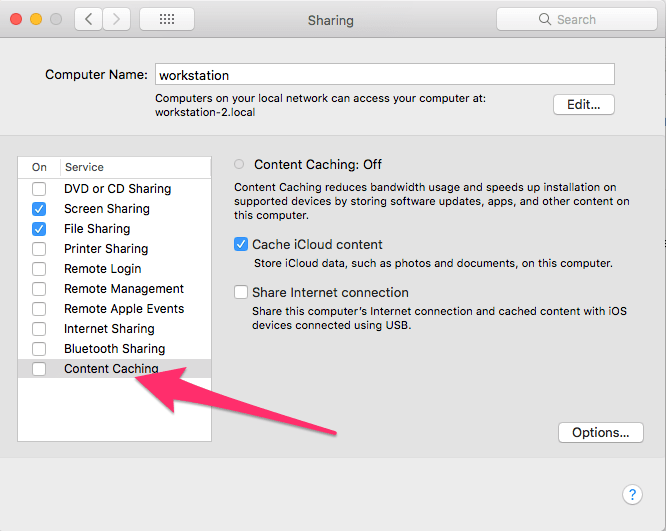 Sharing
Search
Computer Name: workstation
Computers on your local network can access your computer at:
workstation-2.local
Edit...
On Service
DVD or CD Sharing
Screen Sharing
File Sharing
Printer Sharing
Remote Login
Remote Management
Remote Apple Events
Internet Sharing
Bluetooth Sharing
Content Caching
Content Caching: Off
Content Caching reduces bandwidth usage and speeds up installation on
supported devices by storing software updates, apps, and other content on
this computer.
Cache iCloud content
Store iCloud data, such as photos and documents, on this computer.
Share Internet connection
Share this computer's Internet connection and cached content with iOS
devices connected using USB.
Options...
?